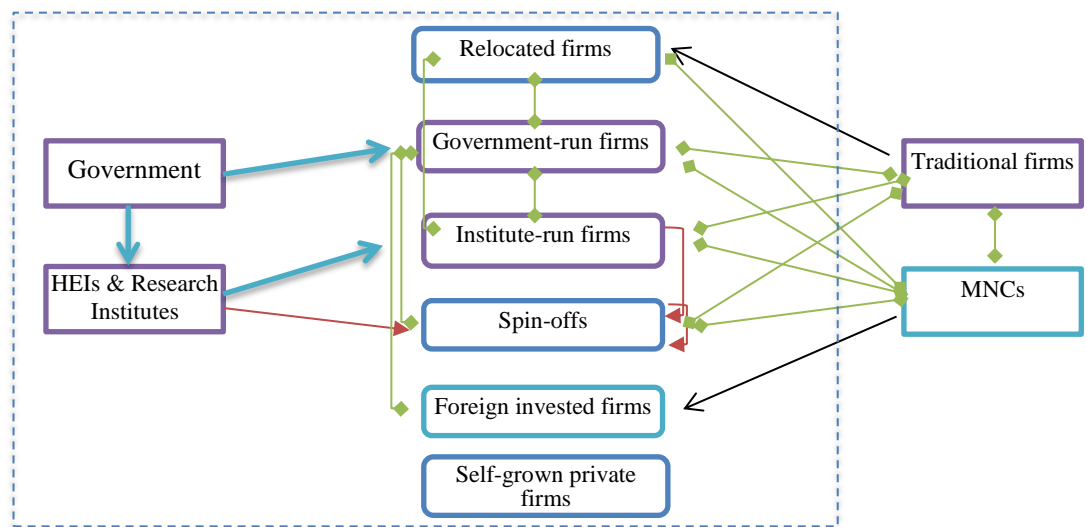 Relocated firms
Government-run firms
Government
Traditional firms
Institute-run firms
HEIs & Research
Institutes
MNCs
Spin-offs
Foreign invested firms
Self-grown private
firms